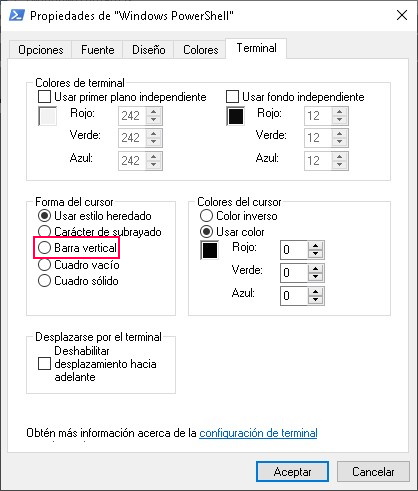 Propiedades de "Windows PowerShell"
Opciones Fuente Diseño Colores Terminal
Colores de terminal
Usar primer plano independiente Usar fondo independiente
Rojo: 242 Rojo: 12
Verde: 242 Verde: 12
Azul: 242 Azul: 12
Forma del cursor Colores del cursor
Usar estilo heredado Color inverso
Carácter de subrayado Usar color
Barra vertical Rojo: 0
Cuadro vacío Verde: 0
Cuadro sólido Azul: 0
Desplazarse por el terminal
Deshabilitar
desplazamiento hacia
adelante
Obtén más información acerca de la configuración de terminal
Aceptar Cancelar